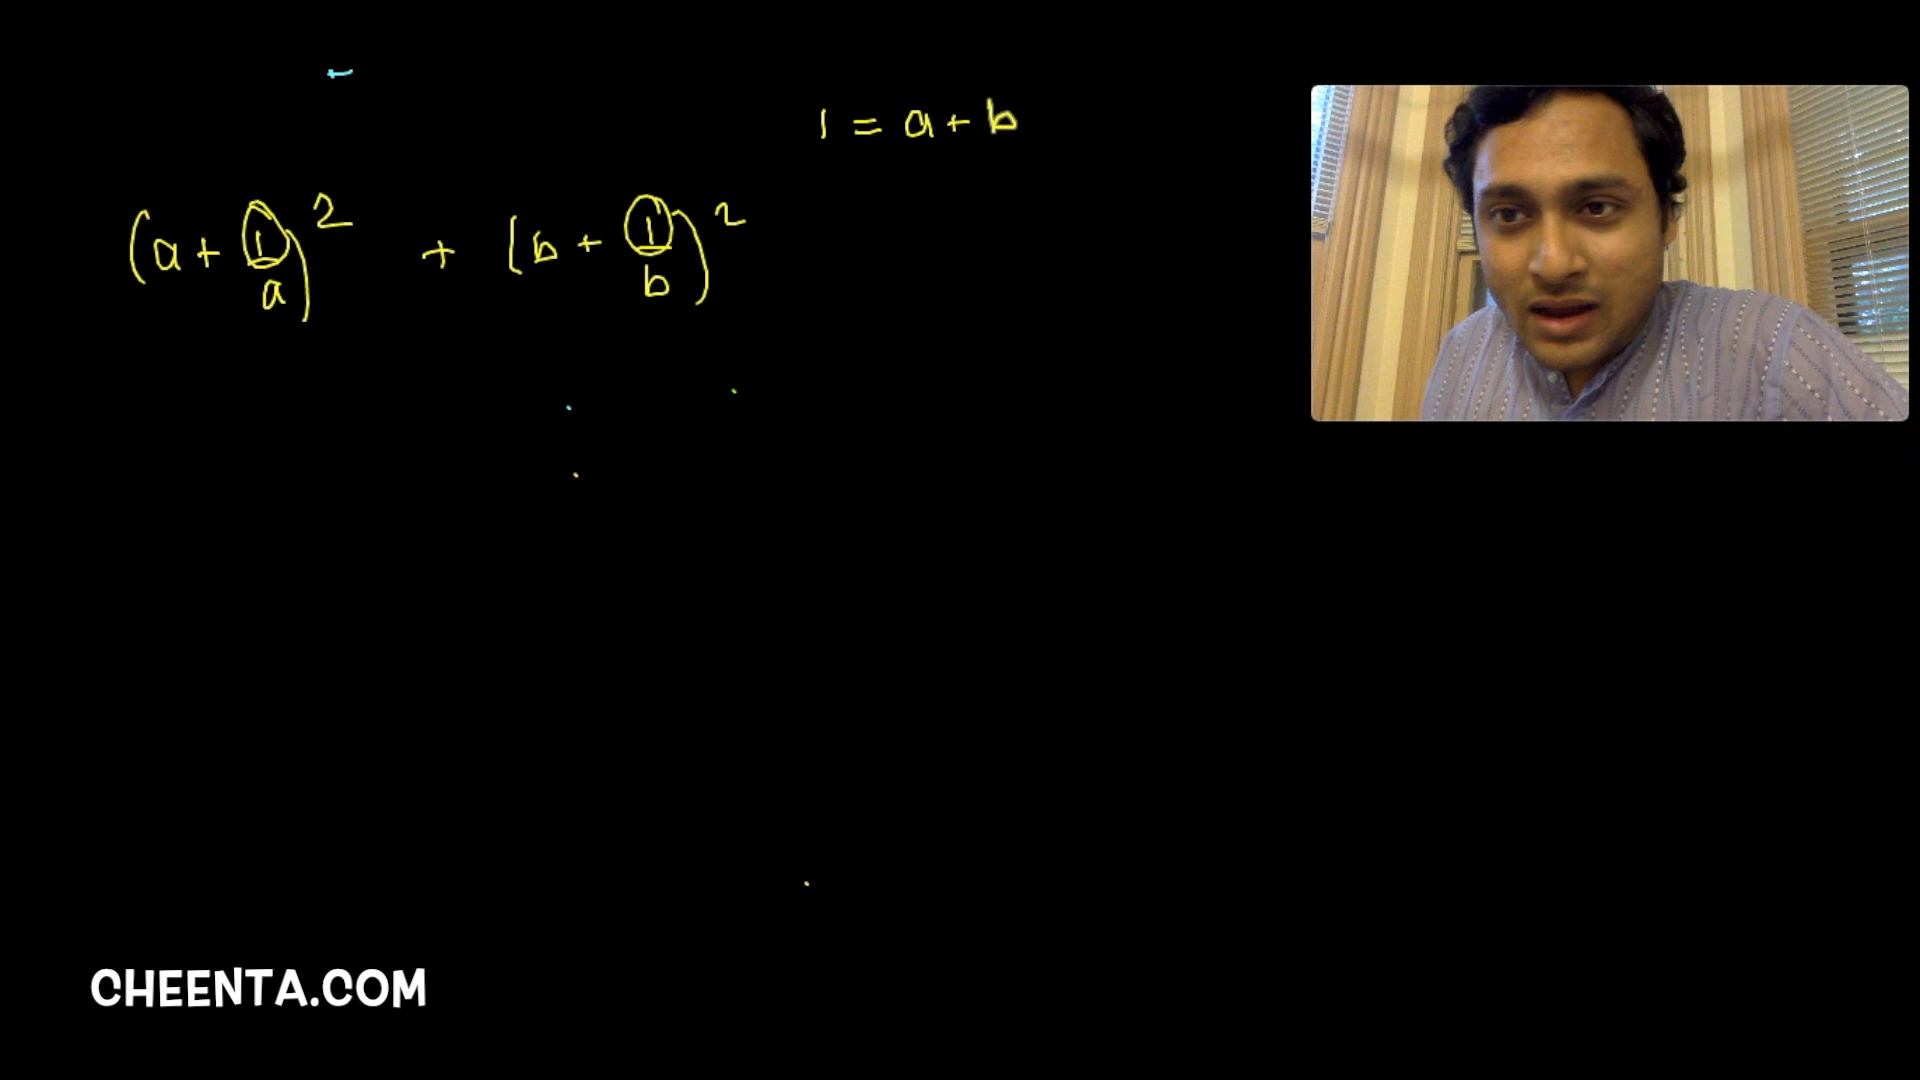 1 = a + b
(a + 1/a)² + (b + 1/b)²
CHEENTA.COM